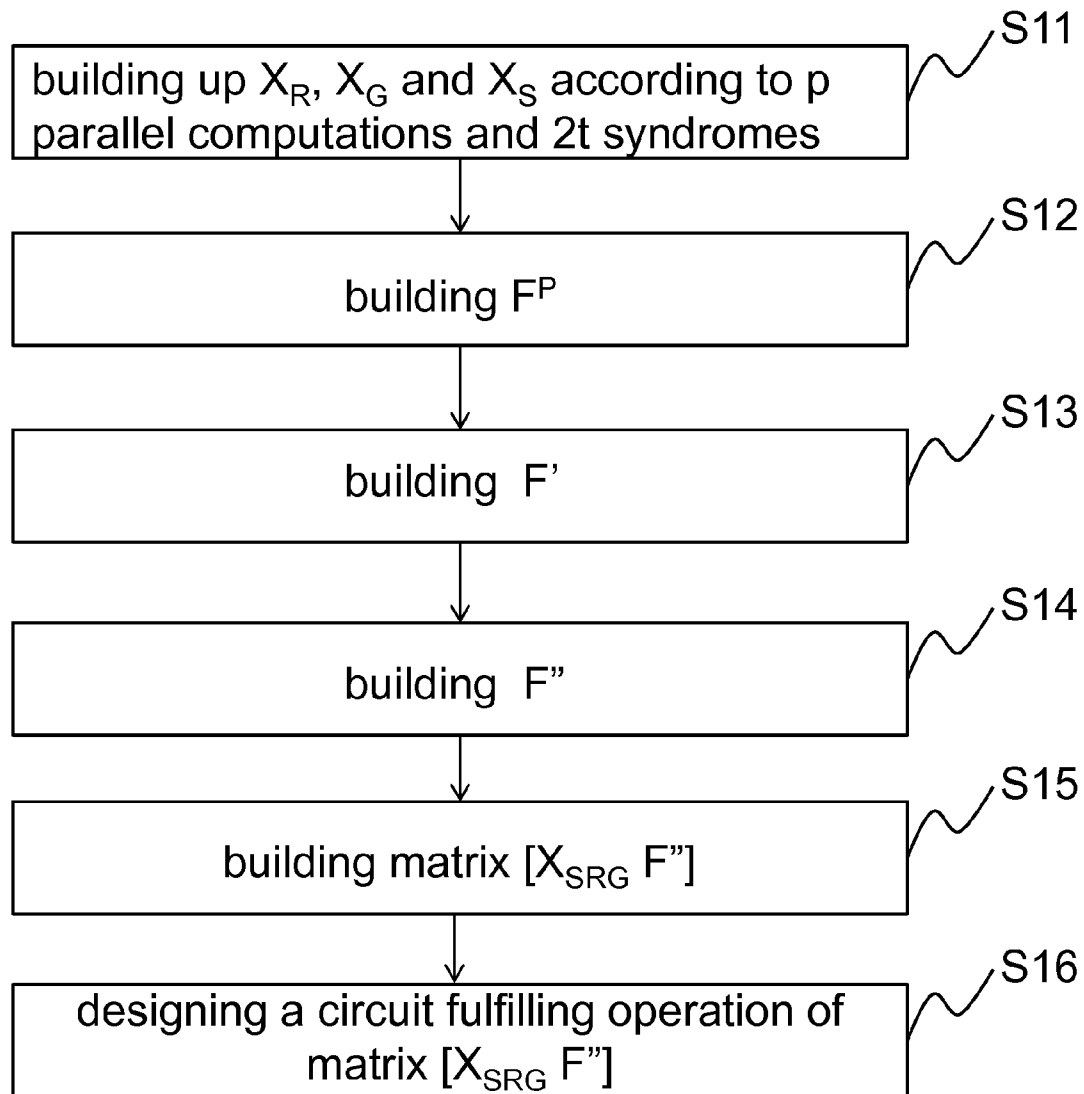 S11
building up X_R, X_G and X_S according to p
parallel computations and 2t syndromes
S12
building F^P
S13
building F’
S14
building F”
S15
building matrix [X_SRG F”]
S16
designing a circuit fulfilling operation of
matrix [X_SRG F”]